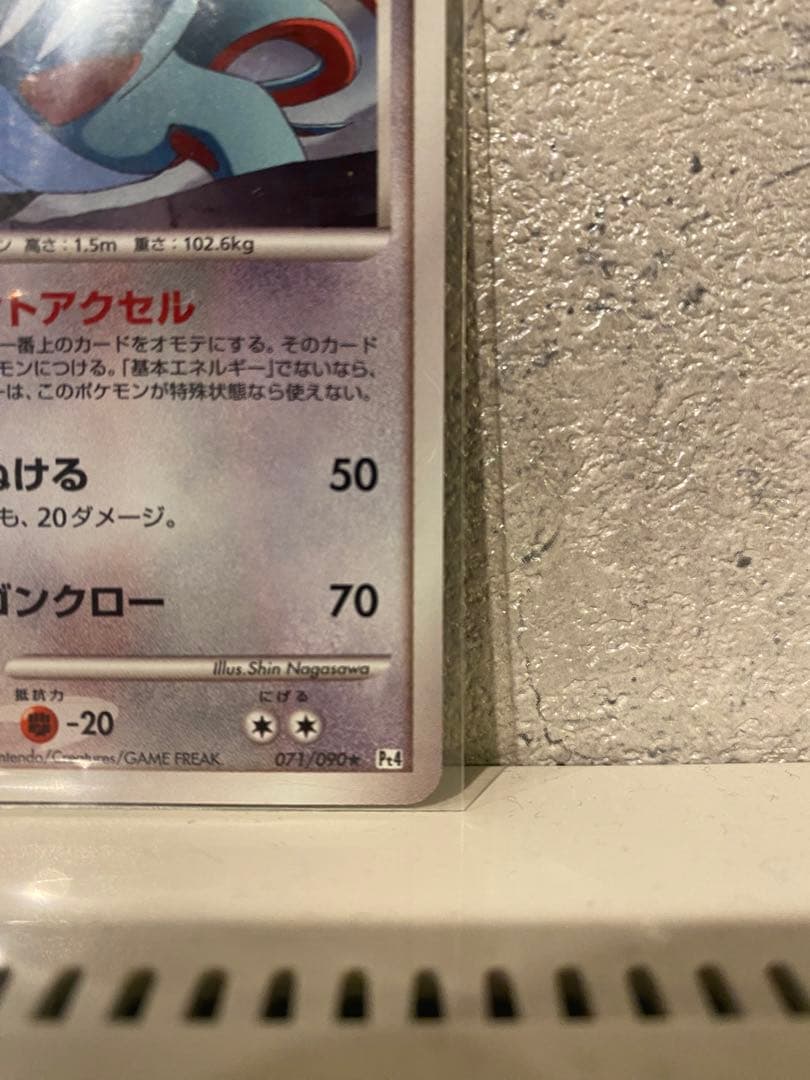 ン 高さ：1.5m 重さ：102.6kg
トアクセル
一番上のカードをオモテにする。そのカード
モンにつける。「基本エネルギー」でないなら、
ーは、このポケモンが特殊状態なら使えない。
ぬける 50
も、20ダメージ。
ゴンクロー 70
Illus.Shin Nagasawa
抵抗力 にげる
-20
ntendo/Creatures/GAME FREAK. 071/090★ Pt4